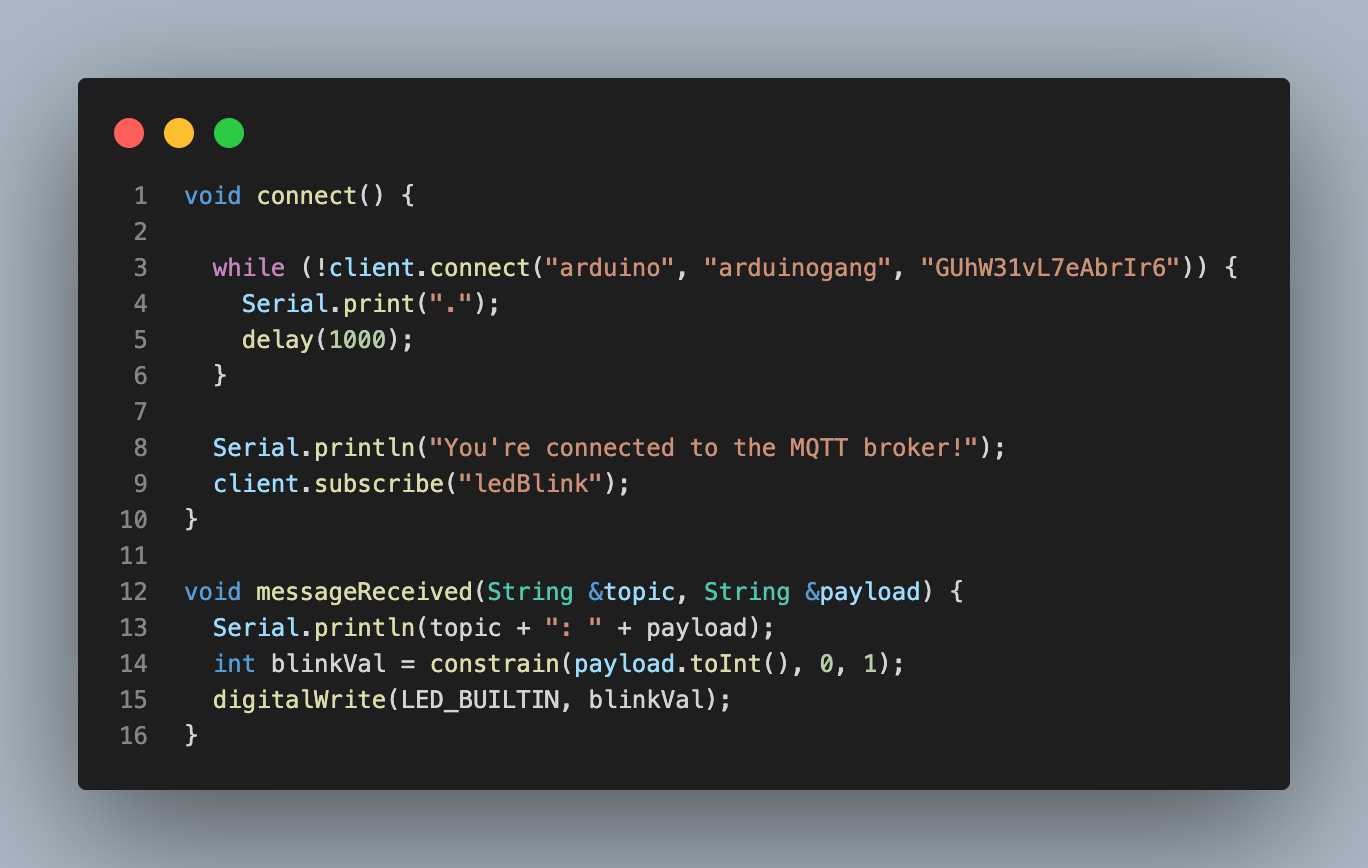 1 void connect() {
2
3   while (!client.connect("arduino", "arduinogang", "GUhW31vL7eAbrIr6")) {
4     Serial.print(".");
5     delay(1000);
6   }
7
8   Serial.println("You're connected to the MQTT broker!");
9   client.subscribe("ledBlink");
10 }
11
12 void messageReceived(String &topic, String &payload) {
13   Serial.println(topic + ": " + payload);
14   int blinkVal = constrain(payload.toInt(), 0, 1);
15   digitalWrite(LED_BUILTIN, blinkVal);
16 }